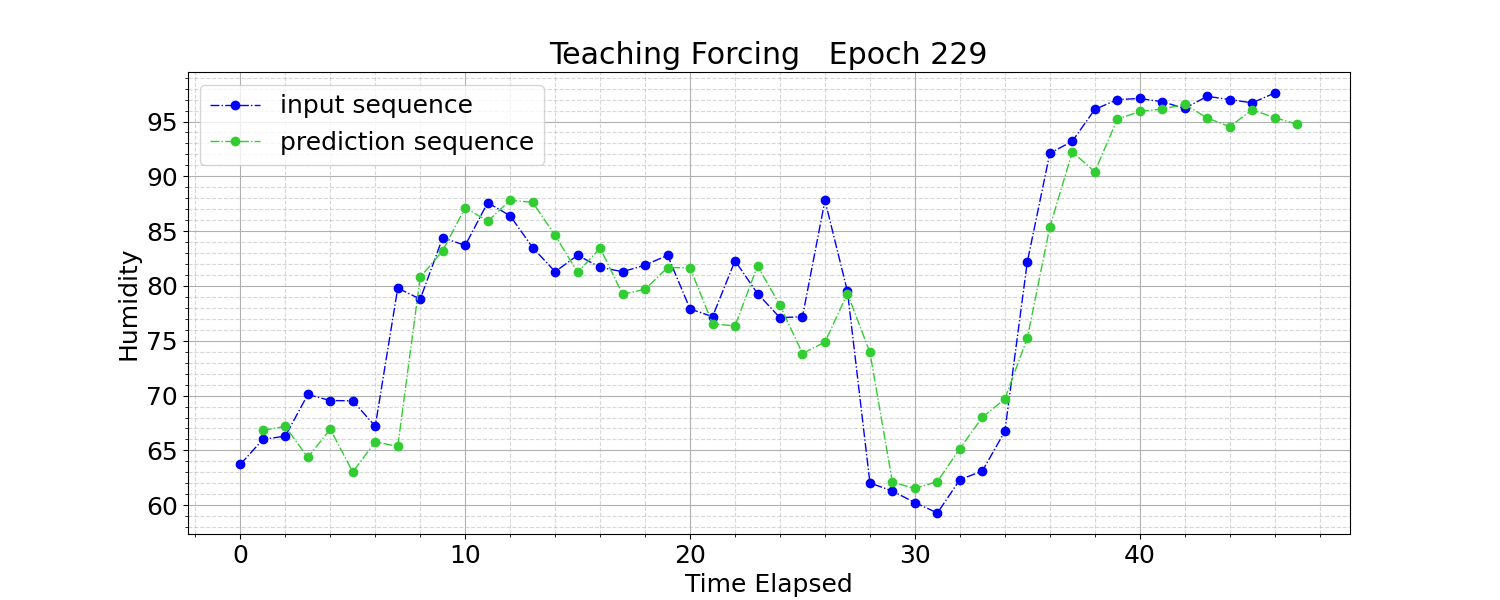 Teaching Forcing   Epoch 229
input sequence
prediction sequence
95
90
85
80
75
70
65
60
Humidity
0 10 20 30 40
Time Elapsed